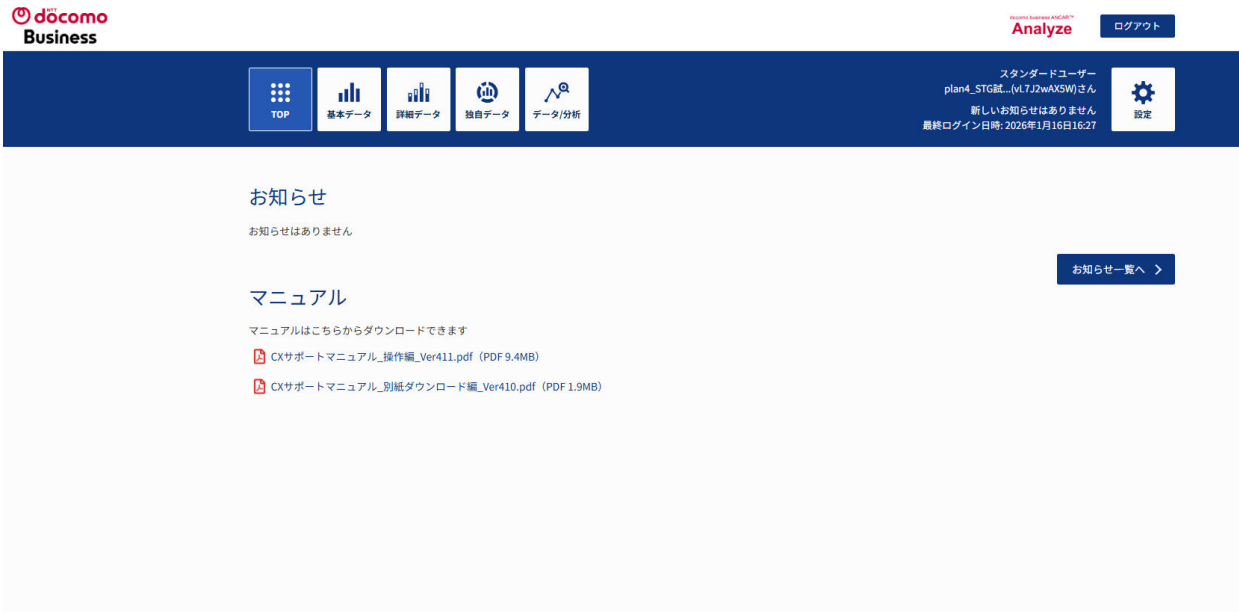 NTT
döcomo
Business
docomo business ANCAR™
Analyze
ログアウト
TOP
基本データ
詳細データ
独自データ
データ/分析
スタンダードユーザー
plan4_STG試...(vL7J2wAX5W)さん
新しいお知らせはありません
最終ログイン日時: 2026年1月16日16:27
設定
お知らせ
お知らせはありません
お知らせ一覧へ
マニュアル
マニュアルはこちらからダウンロードできます
CXサポートマニュアル_操作編_Ver411.pdf（PDF 9.4MB）
CXサポートマニュアル_別紙ダウンロード編_Ver410.pdf（PDF 1.9MB）